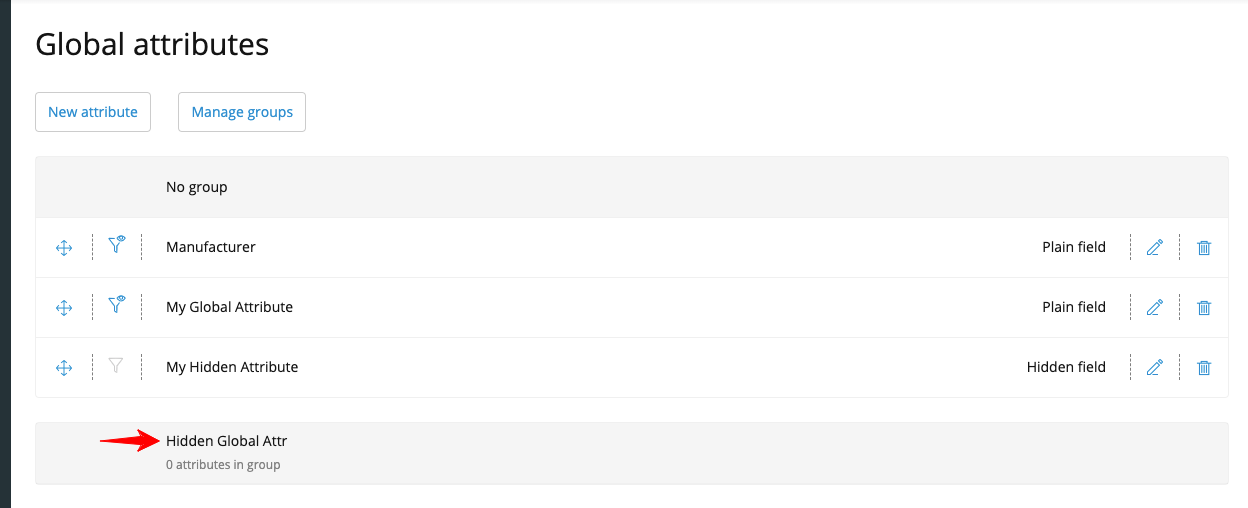 Global attributes
New attribute
Manage groups
No group
Manufacturer
Plain field
My Global Attribute
Plain field
My Hidden Attribute
Hidden field
Hidden Global Attr
0 attributes in group